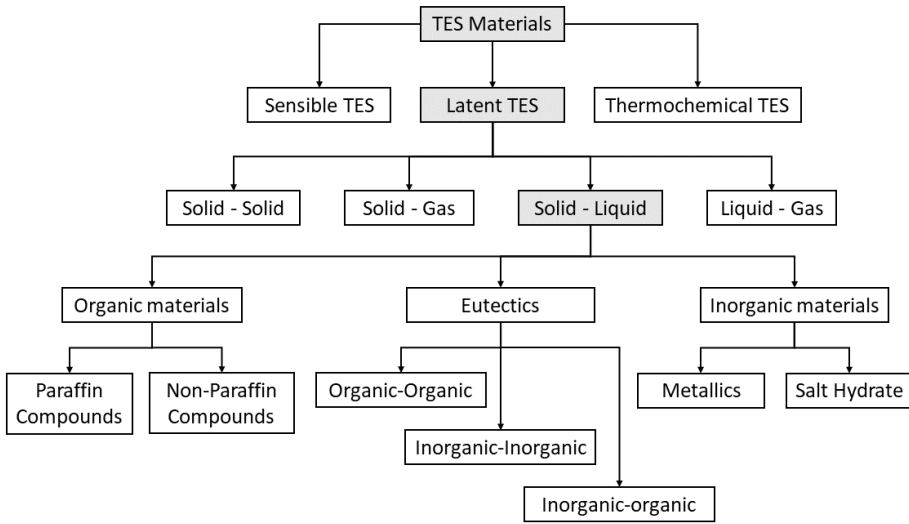 TES Materials
Sensible TES
Latent TES
Thermochemical TES
Solid - Solid
Solid - Gas
Solid - Liquid
Liquid - Gas
Organic materials
Eutectics
Inorganic materials
Paraffin
Compounds
Non-Paraffin
Compounds
Organic-Organic
Metallics
Salt Hydrate
Inorganic-Inorganic
Inorganic-organic